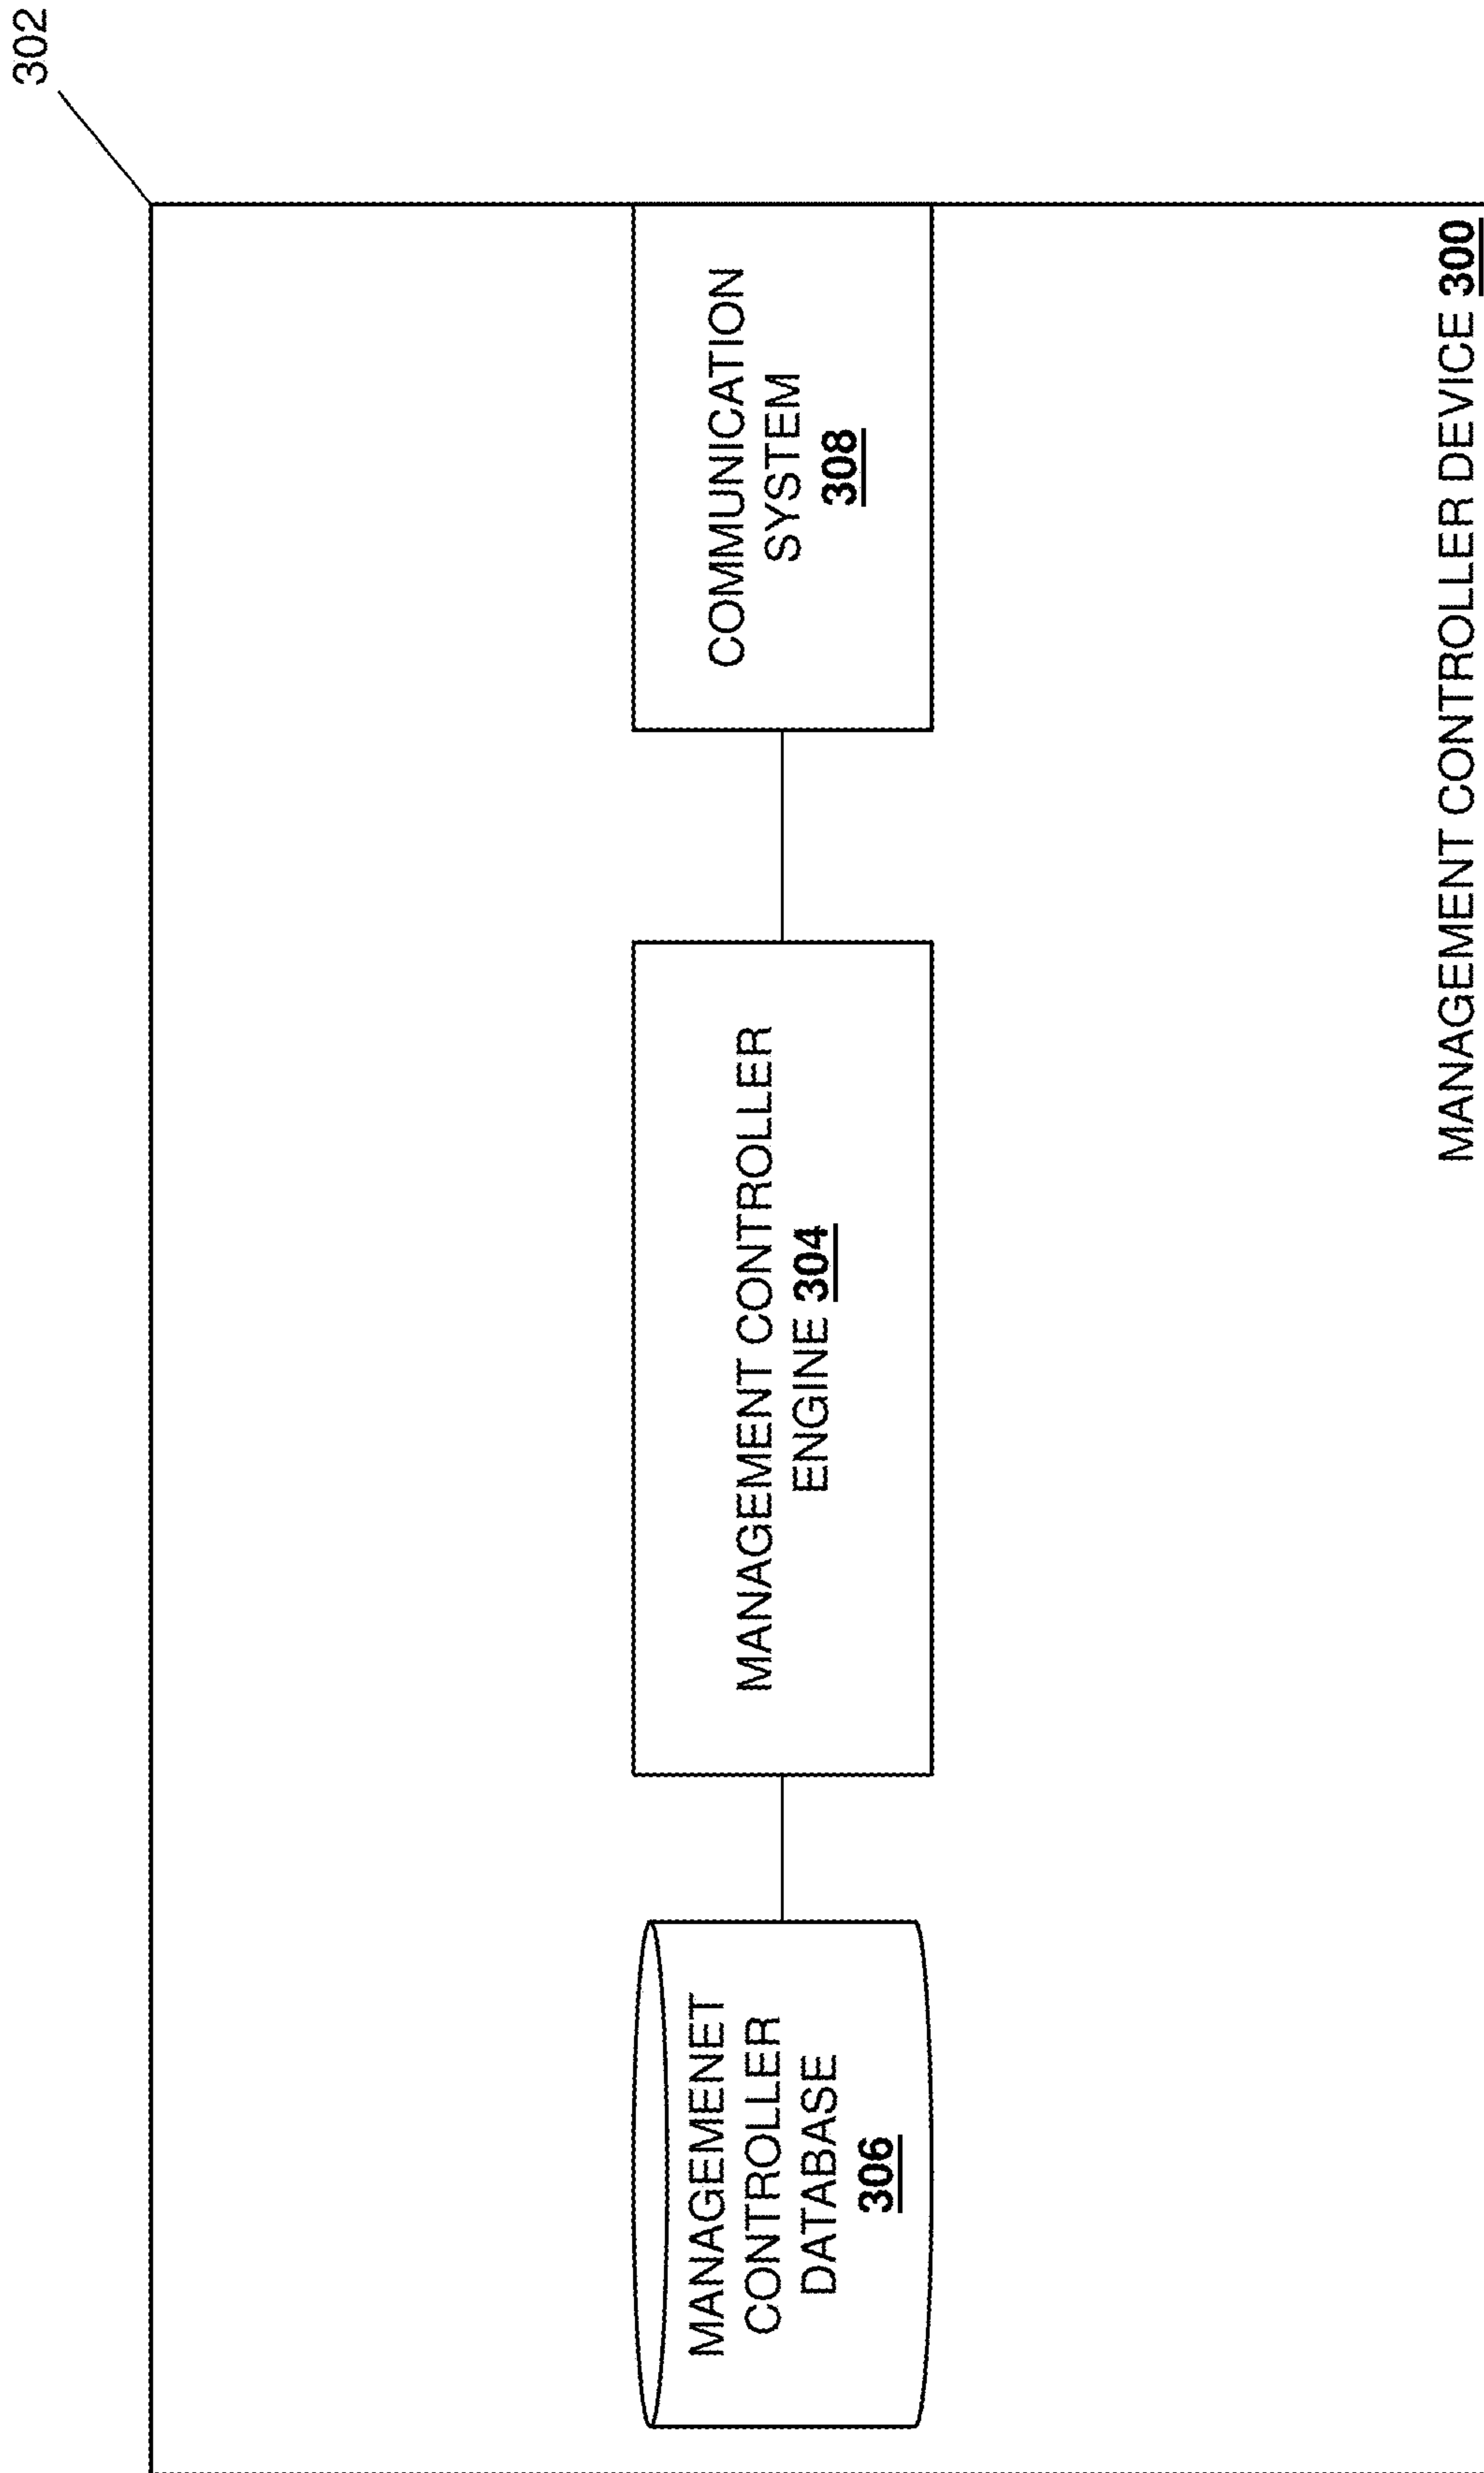 302
MANAGEMENET
CONTROLLER
DATABASE
306
MANAGEMENT CONTROLLER
ENGINE 304
COMMUNICATION
SYSTEM
308
MANAGEMENT CONTROLLER DEVICE 300